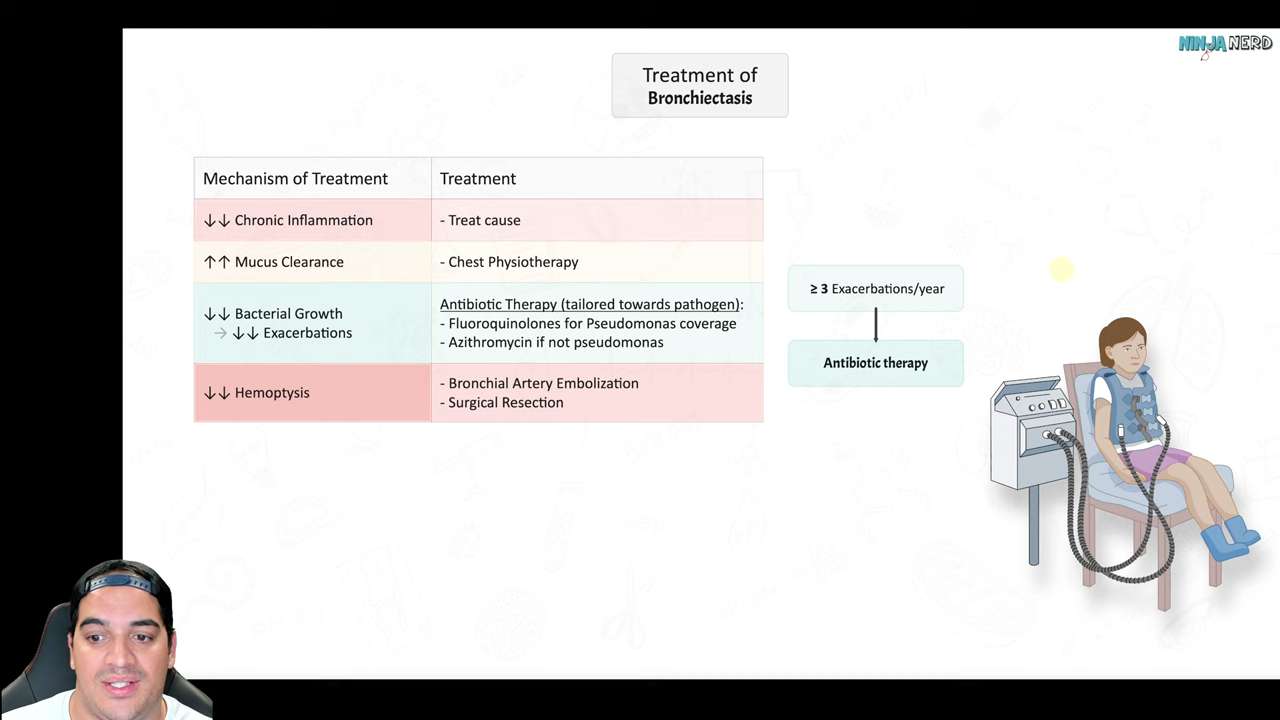 NINJA NERD
Treatment of
Bronchiectasis
Mechanism of Treatment
Treatment
↓↓ Chronic Inflammation
- Treat cause
↑↑ Mucus Clearance
- Chest Physiotherapy
↓↓ Bacterial Growth
→ ↓↓ Exacerbations
Antibiotic Therapy (tailored towards pathogen):
- Fluoroquinolones for Pseudomonas coverage
- Azithromycin if not pseudomonas
↓↓ Hemoptysis
- Bronchial Artery Embolization
- Surgical Resection
≥ 3 Exacerbations/year
Antibiotic therapy
CHEMISTRY